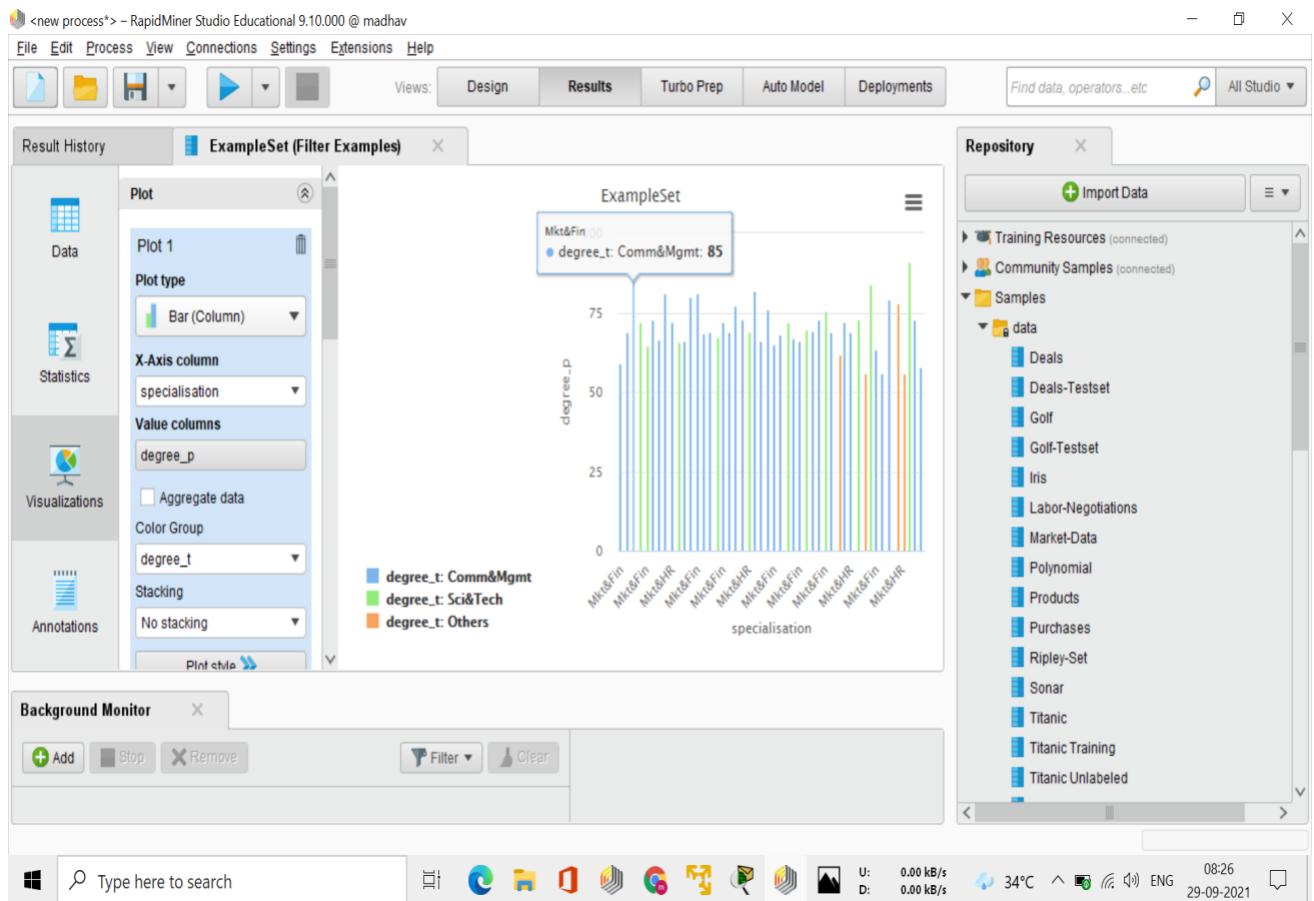 <new process*> – RapidMiner Studio Educational 9.10.000 @ madhav
File Edit Process View Connections Settings Extensions Help
Views: Design Results Turbo Prep Auto Model Deployments
Find data, operators...etc All Studio
Result History
ExampleSet (Filter Examples)
Data
Statistics
Visualizations
Annotations
Plot
Plot 1
Plot type
Bar (Column)
X-Axis column
specialisation
Value columns
degree_p
Aggregate data
Color Group
degree_t
Stacking
No stacking
Plot style
ExampleSet
Mkt&Fin
degree_t: Comm&Mgmt: 85
75
50
25
0
degree_p
Mkt&Fin Mkt&Fin Mkt&HR Mkt&Fin Mkt&Fin Mkt&HR Mkt&Fin Mkt&Fin Mkt&Fin Mkt&HR Mkt&Fin Mkt&HR
specialisation
degree_t: Comm&Mgmt
degree_t: Sci&Tech
degree_t: Others
Repository
Import Data
Training Resources (connected)
Community Samples (connected)
Samples
data
Deals
Deals-Testset
Golf
Golf-Testset
Iris
Labor-Negotiations
Market-Data
Polynomial
Products
Purchases
Ripley-Set
Sonar
Titanic
Titanic Training
Titanic Unlabeled
Background Monitor
Add Stop Remove Filter Clear
Type here to search
U: 0.00 kB/s
D: 0.00 kB/s
34°C
ENG
08:26
29-09-2021